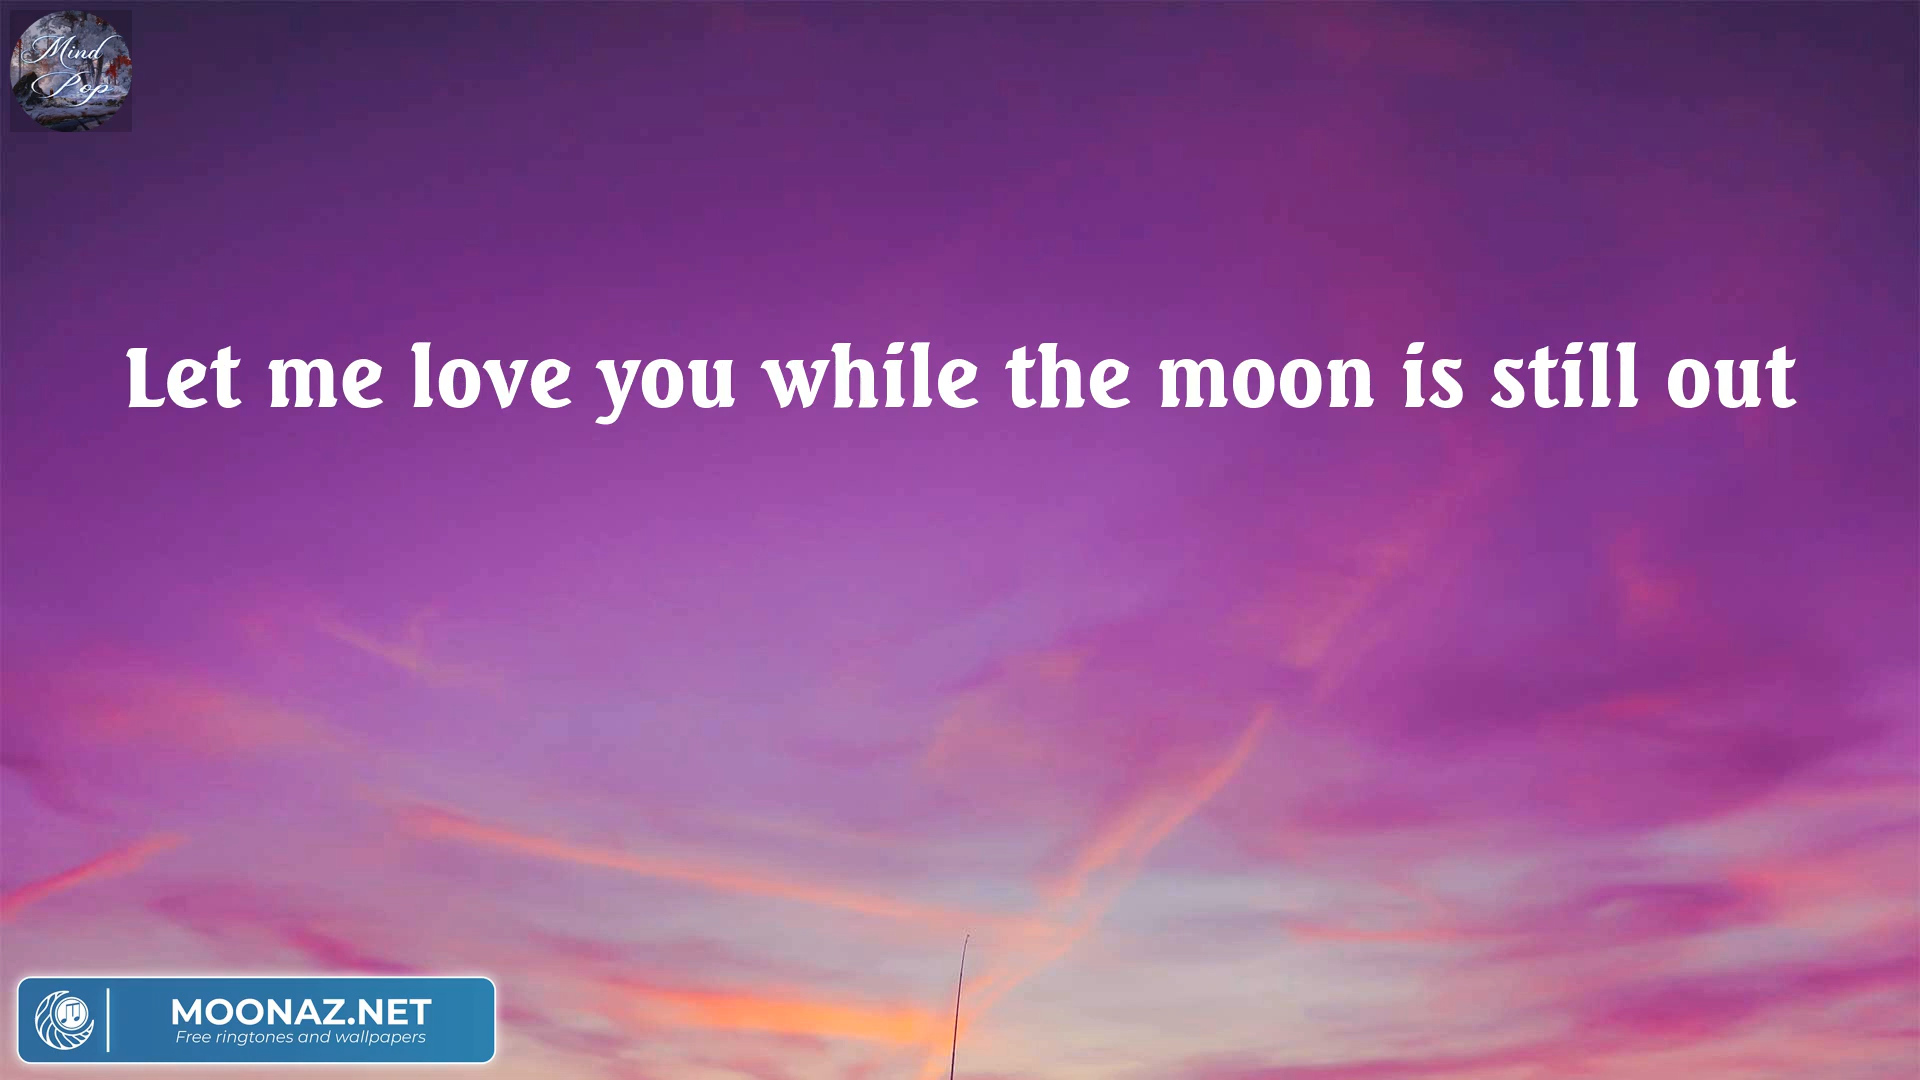 Mind
Pop
Let me love you while the moon is still out
MOONAZ.NET
Free ringtones and wallpapers